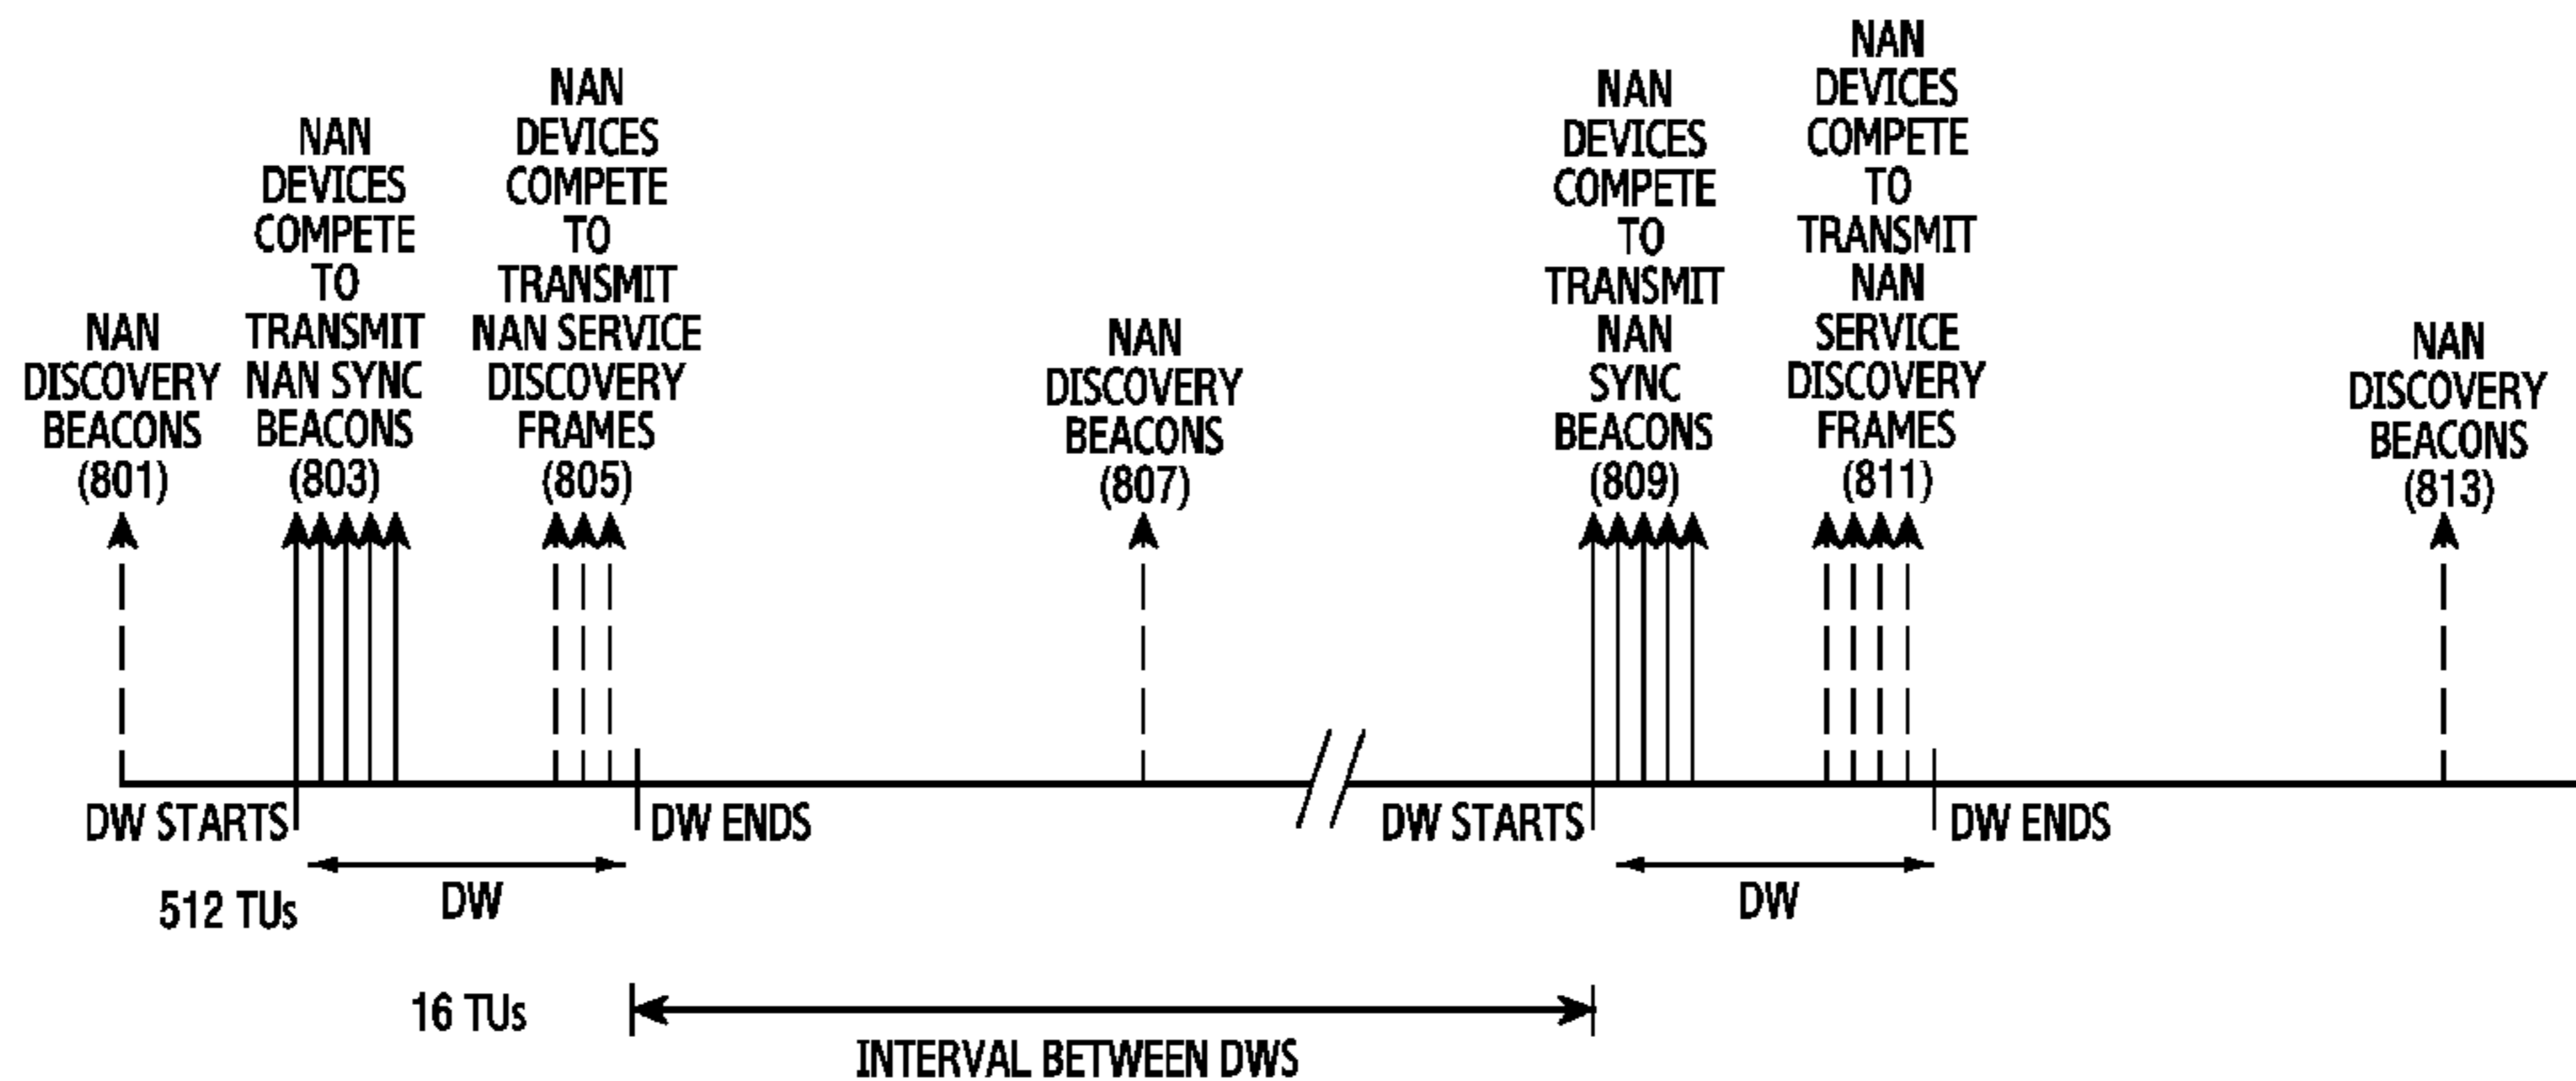 NAN
DISCOVERY
BEACONS
(801)
NAN
DEVICES
COMPETE
TO
TRANSMIT
NAN SYNC
BEACONS
(803)
NAN
DEVICES
COMPETE
TO
TRANSMIT
NAN SERVICE
DISCOVERY
FRAMES
(805)
NAN
DISCOVERY
BEACONS
(807)
NAN
DEVICES
COMPETE
TO
TRANSMIT
NAN
SYNC
BEACONS
(809)
NAN
DEVICES
COMPETE
TO
TRANSMIT
NAN
SERVICE
DISCOVERY
FRAMES
(811)
NAN
DISCOVERY
BEACONS
(813)
DW STARTS
DW ENDS
DW STARTS
DW ENDS
512 TUs
DW
DW
16 TUs
INTERVAL BETWEEN DWS